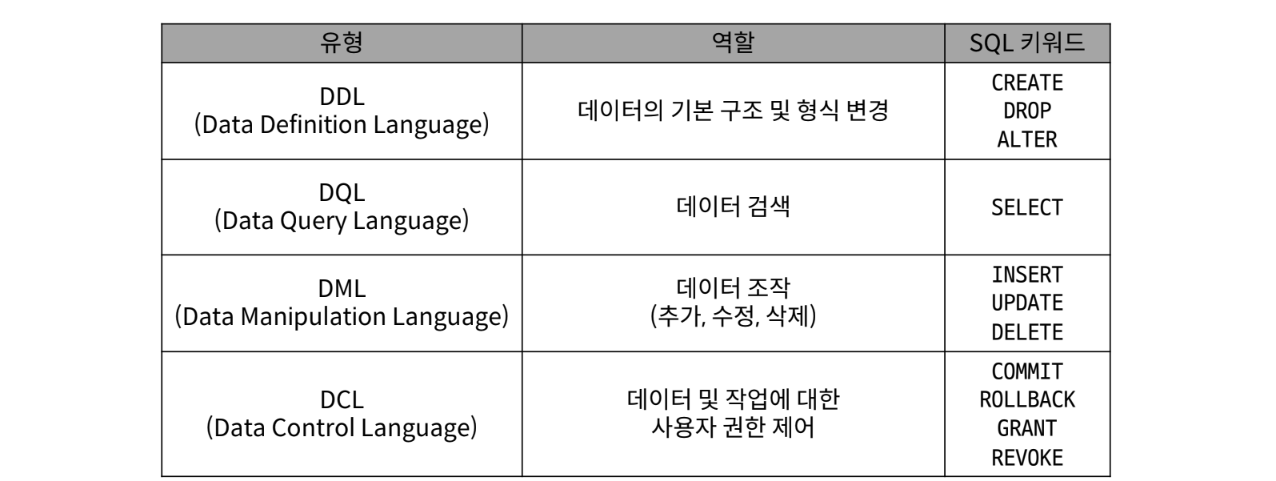 유형
역할
SQL 키워드
DDL
(Data Definition Language)
데이터의 기본 구조 및 형식 변경
CREATE
DROP
ALTER
DQL
(Data Query Language)
데이터 검색
SELECT
DML
(Data Manipulation Language)
데이터 조작
(추가, 수정, 삭제)
INSERT
UPDATE
DELETE
DCL
(Data Control Language)
데이터 및 작업에 대한
사용자 권한 제어
COMMIT
ROLLBACK
GRANT
REVOKE